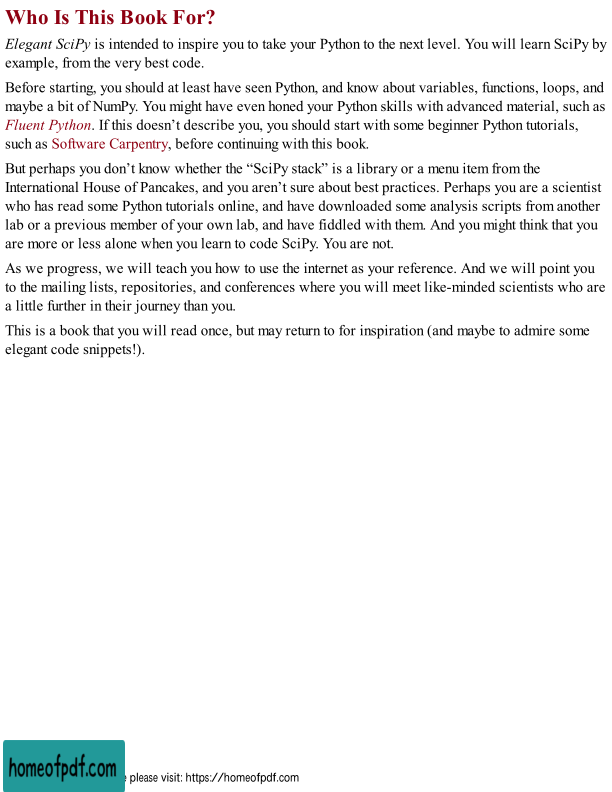 Who Is This Book For?
Elegant SciPy is intended to inspire you to take your Python to the next level. You will learn SciPy by
example, from the very best code.
Before starting, you should at least have seen Python, and know about variables, functions, loops, and
maybe a bit of NumPy. You might have even honed your Python skills with advanced material, such as
Fluent Python. If this doesn’t describe you, you should start with some beginner Python tutorials,
such as Software Carpentry, before continuing with this book.
But perhaps you don’t know whether the “SciPy stack” is a library or a menu item from the
International House of Pancakes, and you aren’t sure about best practices. Perhaps you are a scientist
who has read some Python tutorials online, and have downloaded some analysis scripts from another
lab or a previous member of your own lab, and have fiddled with them. And you might think that you
are more or less alone when you learn to code SciPy. You are not.
As we progress, we will teach you how to use the internet as your reference. And we will point you
to the mailing lists, repositories, and conferences where you will meet like-minded scientists who are
a little further in their journey than you.
This is a book that you will read once, but may return to for inspiration (and maybe to admire some
elegant code snippets!).
homeofpdf.com
please visit: https://homeofpdf.com